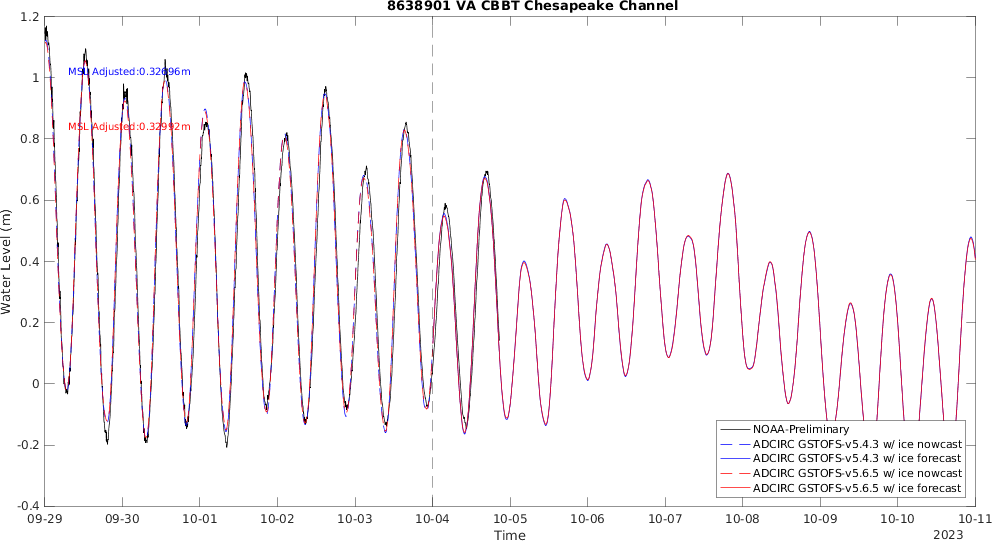 8638901 VA CBBT Chesapeake Channel
1.2
1
0.8
0.6
0.4
0.2
0
-0.2
-0.4
Water Level (m)
MSL Adjusted:0.32696m
MSL Adjusted:0.32992m
NOAA-Preliminary
ADCIRC GSTOFS-v5.4.3 w/ ice nowcast
ADCIRC GSTOFS-v5.4.3 w/ ice forecast
ADCIRC GSTOFS-v5.6.5 w/ ice nowcast
ADCIRC GSTOFS-v5.6.5 w/ ice forecast
09-29 09-30 10-01 10-02 10-03 10-04 10-05 10-06 10-07 10-08 10-09 10-10 10-11
Time
2023